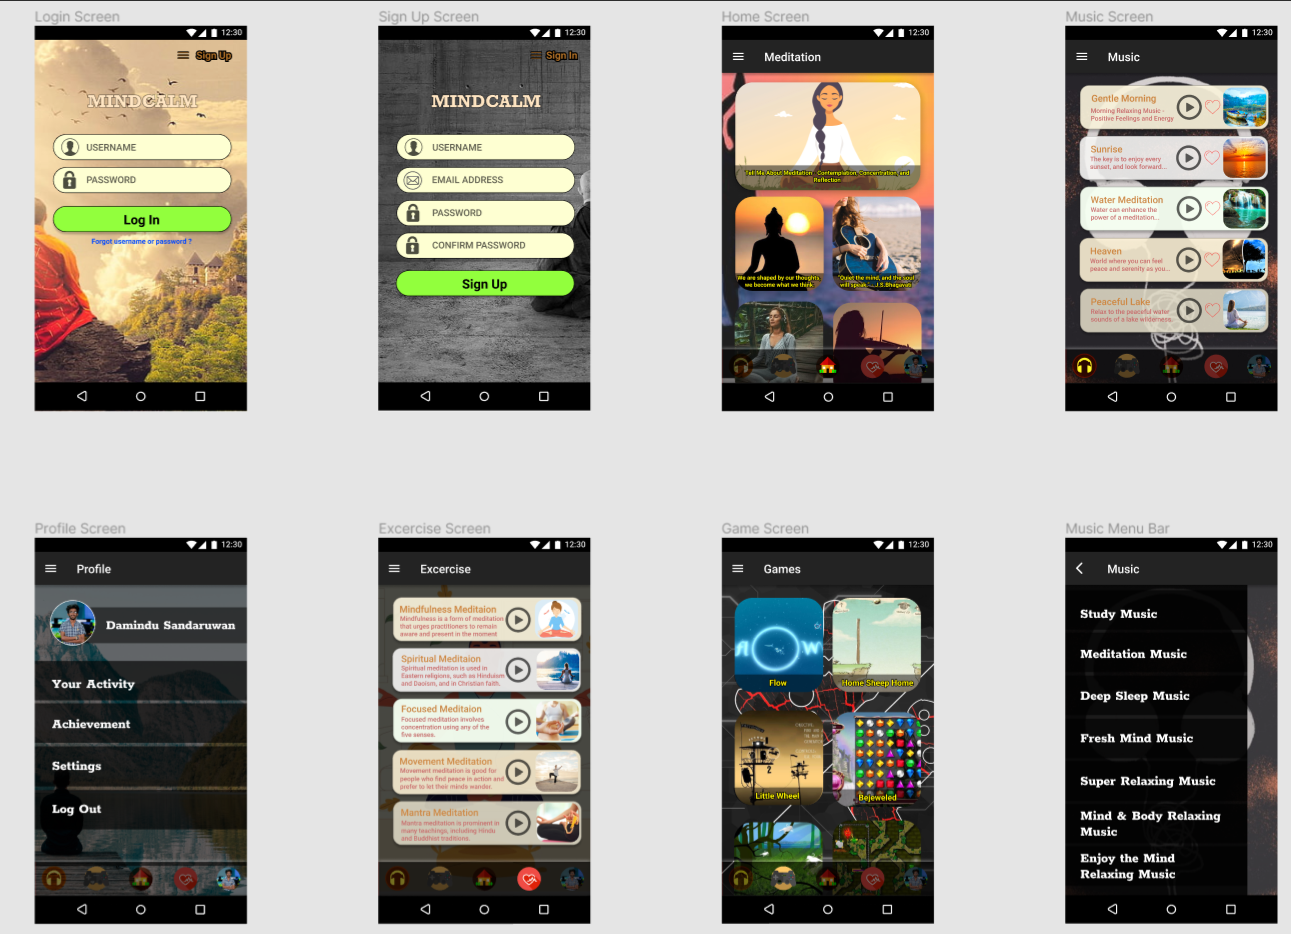 Login Screen
12:30
Sign Up
MINDCALM
USERNAME
PASSWORD
Log In
Forgot username or password ?
Sign Up Screen
12:30
Sign In
MINDCALM
USERNAME
EMAIL ADDRESS
PASSWORD
CONFIRM PASSWORD
Sign Up
Home Screen
12:30
Meditation
Tell Me About Meditation - Contemplation, Concentration, and
Reflection
We are shaped by our thoughts,
we become what we think
"Quiet the mind, and the soul
will speak." - J.S.Bhagavati
Music Screen
12:30
Music
Gentle Morning
Morning Relaxing Music -
Positive Feelings and Energy
Sunrise
The key is to enjoy every
sunset, and look forward...
Water Meditation
Water can enhance the
power of a meditation...
Heaven
World where you can feel
peace and serenity as you...
Peaceful Lake
Relax to the peaceful water
sounds of a lake wilderness.
Profile Screen
12:30
Profile
Damindu Sandaruwan
Your Activity
Achievement
Settings
Log Out
Excercise Screen
12:30
Excercise
Mindfulness Meditaion
Mindfulness is a form of meditation
that urges practitioners to remain
aware and present in the moment
Spiritual Meditaion
Spiritual meditation is used in
Eastern religions, such as Hinduism
and Daoism, and in Christian faith.
Focused Meditaion
Focused meditation involves
concentration using any of the
five senses.
Movement Meditation
Movement meditation is good for
people who find peace in action and
prefer to let their minds wander.
Mantra Meditation
Mantra meditation is prominent in
many teachings, including Hindu
and Buddhist traditions.
Game Screen
12:30
Games
Flow
Home Sheep Home
Little Wheel
Bejeweled
Music Menu Bar
12:30
Music
Study Music
Meditation Music
Deep Sleep Music
Fresh Mind Music
Super Relaxing Music
Mind & Body Relaxing
Music
Enjoy the Mind
Relaxing Music